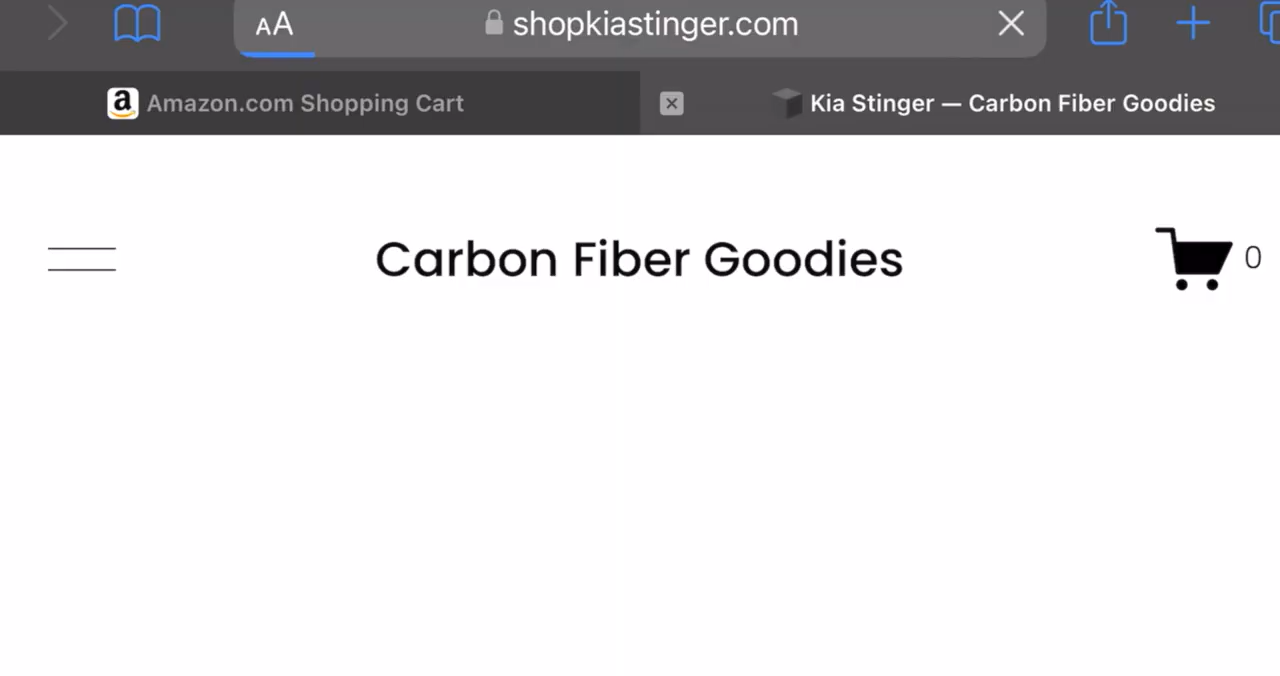 AA shopkiastinger.com
Amazon.com Shopping Cart
Kia Stinger — Carbon Fiber Goodies
Carbon Fiber Goodies
0